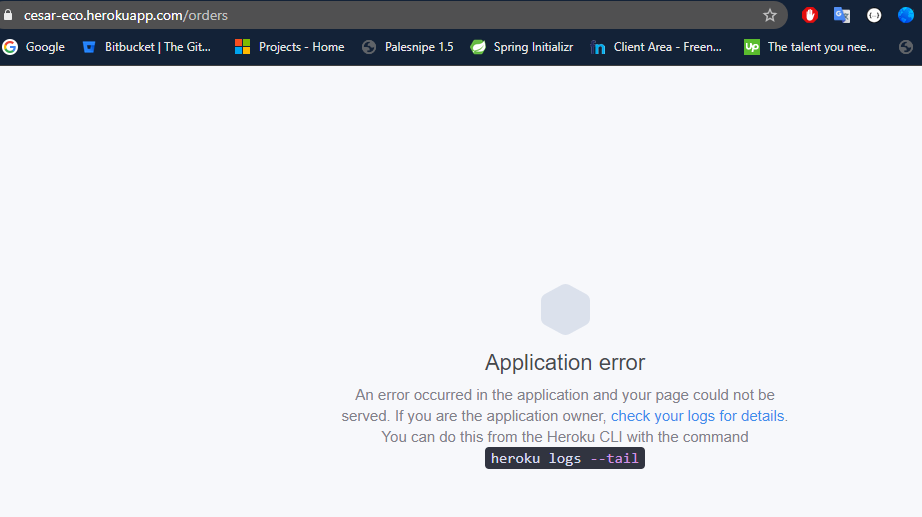 cesar-eco.herokuapp.com/orders
Google Bitbucket | The Git... Projects - Home Palesnipe 1.5 Spring Initializr Client Area - Freen... Up The talent you nee...
Application error
An error occurred in the application and your page could not be
served. If you are the application owner, check your logs for details.
You can do this from the Heroku CLI with the command
heroku logs --tail